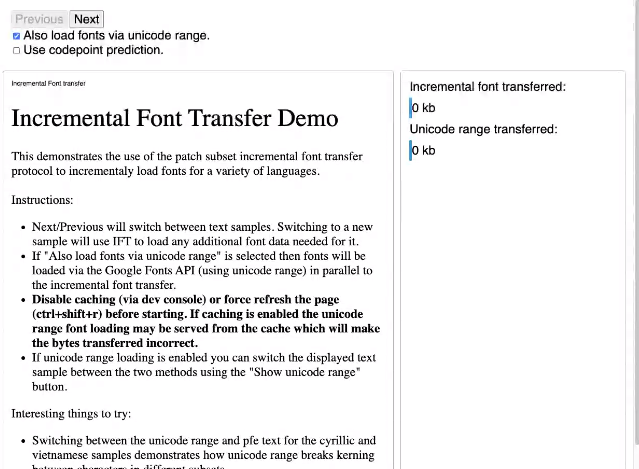 Previous Next
Also load fonts via unicode range.
Use codepoint prediction.
Incremental Font transfer
Incremental Font Transfer Demo
This demonstrates the use of the patch subset incremental font transfer
protocol to incrementaly load fonts for a variety of languages.
Instructions:
Next/Previous will switch between text samples. Switching to a new
sample will use IFT to load any additional font data needed for it.
If "Also load fonts via unicode range" is selected then fonts will be
loaded via the Google Fonts API (using unicode range) in parallel to
the incremental font transfer.
Disable caching (via dev console) or force refresh the page
(ctrl+shift+r) before starting. If caching is enabled the unicode
range font loading may be served from the cache which will make
the bytes transferred incorrect.
If unicode range loading is enabled you can switch the displayed text
sample between the two methods using the "Show unicode range"
button.
Interesting things to try:
Switching between the unicode range and pfe text for the cyrillic and
vietnamese samples demonstrates how unicode range breaks kerning
between characters in different subsets.
Incremental font transferred:
0 kb
Unicode range transferred:
0 kb